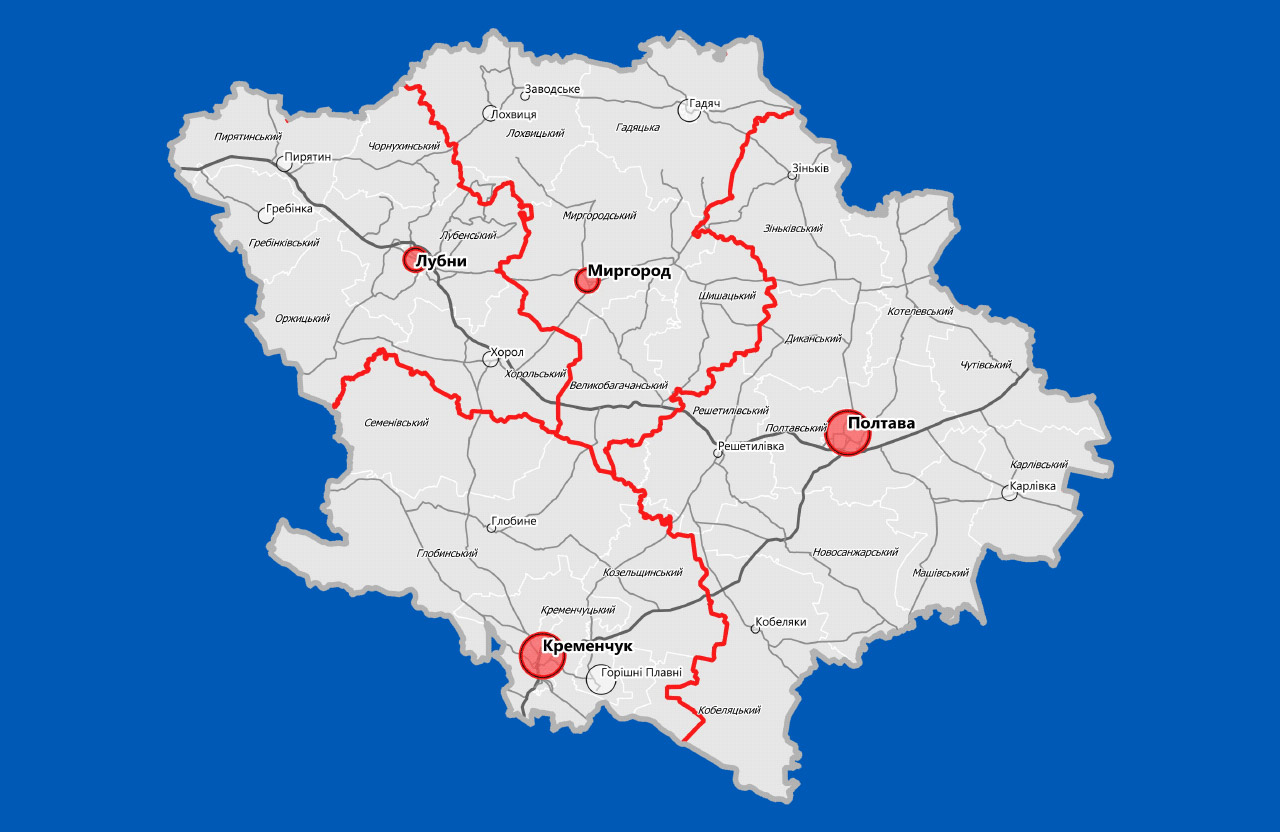 Заводське
Гадяч
Лохвиця
Гадяцька
Лохвицький
Пирятинський
Чорнухинський
Пирятин
Зіньків
Гребінка
Миргородський
Зіньківський
Лубенський
Гребінківський
Лубни
Миргород
Шишацький
Котелевський
Оржицький
Диканський
Хорол
Чутівський
Хорольський
Великобагачанський
Решетилівський
Семенівський
Полтавський
Полтава
Решетилівка
Карлівський
Карлівка
Глобине
Глобинський
Новосанжарський
Козельщинський
Машівський
Кременчуцький
Кобеляки
Кременчук
Горішні Плавні
Кобеляцький